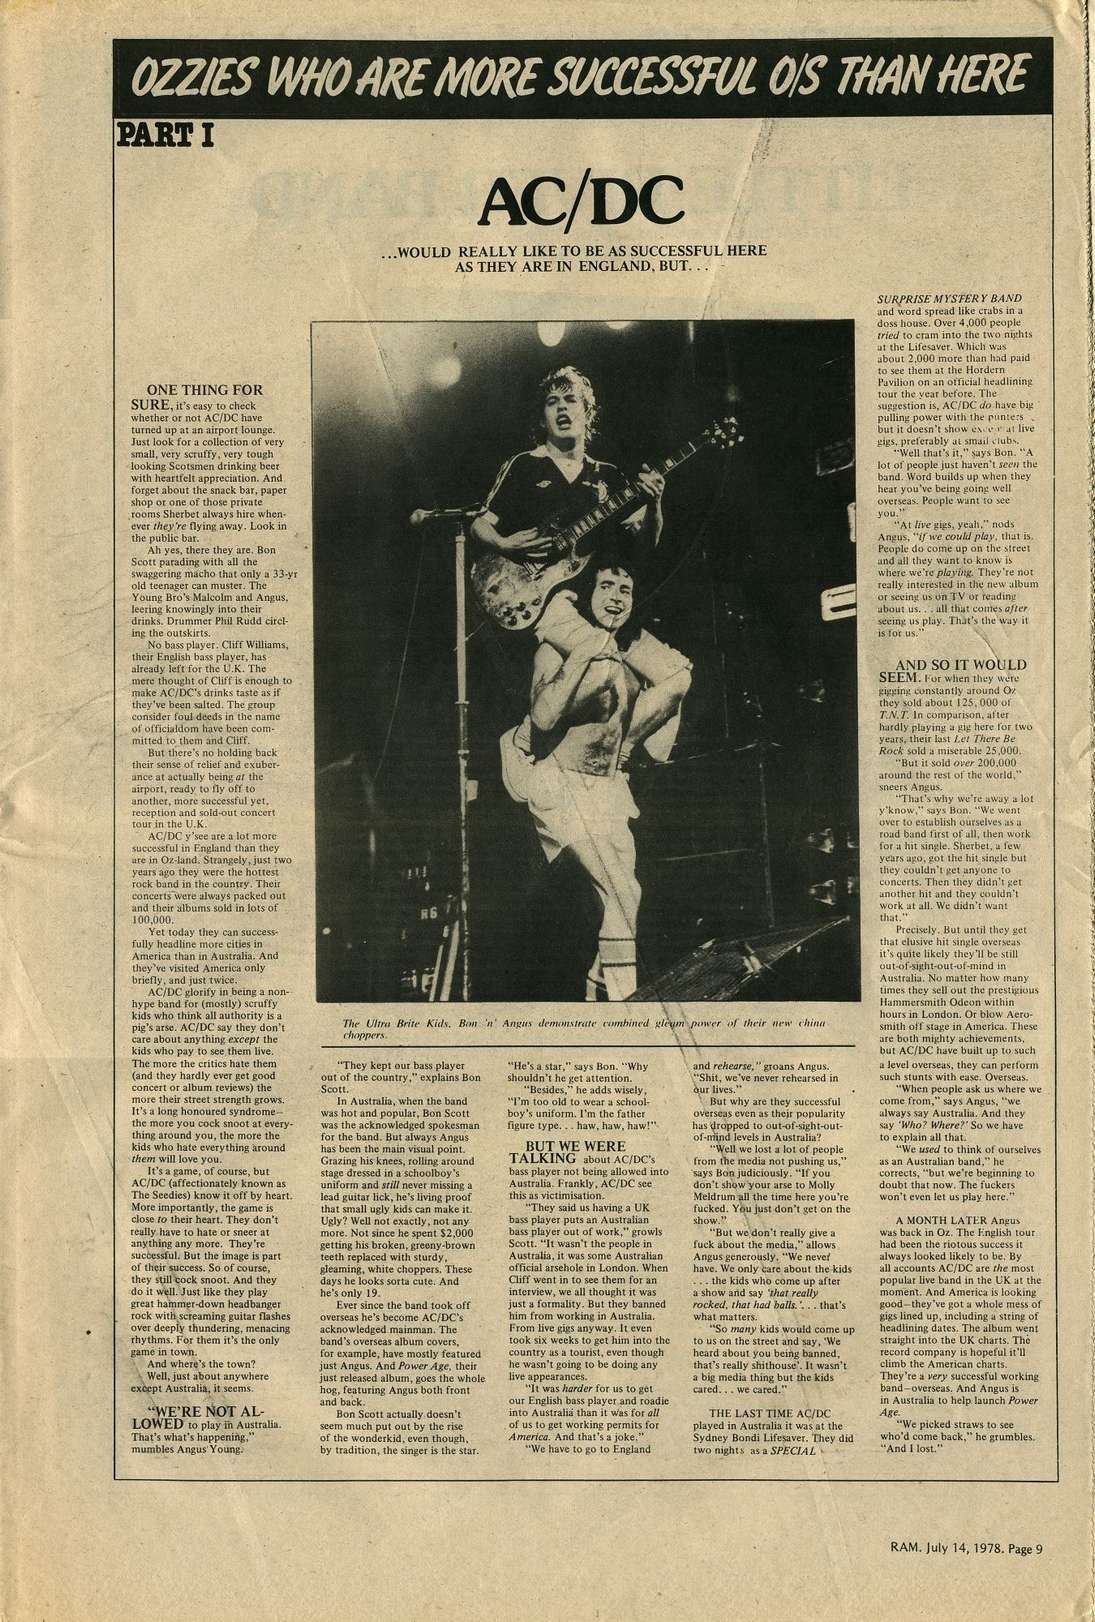 OZZIES WHO ARE MORE SUCCESSFUL O/S THAN HERE
PART I
AC/DC
...WOULD REALLY LIKE TO BE AS SUCCESSFUL HERE
AS THEY ARE IN ENGLAND, BUT. . .
ONE THING FOR
SURE, it's easy to check
whether or not AC/DC have
turned up at an airport lounge.
Just look for a collection of very
small, very scruffy, very tough
looking Scotsmen drinking beer
with heartfelt appreciation. And
forget about the snack bar, paper
shop or one of those private
rooms Sherbet always hire when-
ever they're flying away. Look in
the public bar.
Ah yes, there they are. Bon
Scott parading with all the
swaggering macho that only a 33-yr
old teenager can muster. The
Young Bro's Malcolm and Angus,
leering knowingly into their
drinks. Drummer Phil Rudd circl-
ing the outskirts.
No bass player. Cliff Williams,
their English bass player, has
already left for the U.K. The
mere thought of Cliff is enough to
make AC/DC's drinks taste as if
they've been salted. The group
consider foul deeds in the name
of officialdom have been com-
mitted to them and Cliff.
But there's no holding back
their sense of relief and exuber-
ance at actually being at the
airport, ready to fly off to
another, more successful yet,
reception and sold-out concert
tour in the U.K.
AC/DC y'see are a lot more
successful in England than they
are in Oz-land. Strangely, just two
years ago they were the hottest
rock band in the country. Their
concerts were always packed out
and their albums sold in lots of
100,000.
Yet today they can success-
fully headline more cities in
America than in Australia. And
they've visited America only
briefly, and just twice.
AC/DC glorify in being a non-
hype band for (mostly) scruffy
kids who think all authority is a
pig's arse. AC/DC say they don't
care about anything except the
kids who pay to see them live.
The more the critics hate them
(and they hardly ever get good
concert or album reviews) the
more their street strength grows.
It's a long honoured syndrome—
the more you cock snoot at every-
thing around you, the more the
kids who hate everything around
them will love you.
It's a game, of course, but
AC/DC (affectionately known as
The Seedies) know it off by heart.
More importantly, the game is
close to their heart. They don't
really have to hate or sneer at
anything any more. They're
successful. But the image is part
of their success. So of course,
they still cock snoot. And they
do it well. Just like they play
great hammer-down headbanger
rock with screaming guitar flashes
over deeply thundering, menacing
rhythms. For them it's the only
game in town.
And where's the town?
Well, just about anywhere
except Australia, it seems.
"WE'RE NOT AL-
LOWED to play in Australia.
That's what's happening,"
mumbles Angus Young.
R6
The Ultra Brite Kids. Bon 'n' Angus demonstrate combined gleam power of their new china
choppers.
"They kept our bass player
out of the country," explains Bon
Scott.
In Australia, when the band
was hot and popular, Bon Scott
was the acknowledged spokesman
for the band. But always Angus
has been the main visual point.
Grazing his knees, rolling around
stage dressed in a schoolboy's
uniform and still never missing a
lead guitar lick, he's living proof
that small ugly kids can make it.
Ugly? Well not exactly, not any
more. Not since he spent $2,000
getting his broken, greeny-brown
teeth replaced with sturdy,
gleaming, white choppers. These
days he looks sorta cute. And
he's only 19.
Ever since the band took off
overseas he's become AC/DC's
acknowledged mainman. The
band's overseas album covers,
for example, have mostly featured
just Angus. And Power Age, their
just released album, goes the whole
hog, featuring Angus both front
and back.
Bon Scott actually doesn't
seem much put out by the rise
of the wonderkid, even though,
by tradition, the singer is the star.
"He's a star," says Bon. "Why
shouldn't he get attention.
"Besides," he adds wisely,
"I'm too old to wear a school-
boy's uniform. I'm the father
figure type. . . haw, haw, haw!"
BUT WE WERE
TALKING about AC/DC's
bass player not being allowed into
Australia. Frankly, AC/DC see
this as victimisation.
"They said us having a UK
bass player puts an Australian
bass player out of work," growls
Scott. "It wasn't the people in
Australia, it was some Australian
official arsehole in London. When
Cliff went in to see them for an
interview, we all thought it was
just a formality. But they banned
him from working in Australia.
From live gigs anyway. It even
took six weeks to get him into the
country as a tourist, even though
he wasn't going to be doing any
live appearances.
"It was harder for us to get
our English bass player and roadie
into Australia than it was for all
of us to get working permits for
America. And that's a joke."
"We have to go to England
and rehearse," groans Angus.
"Shit, we've never rehearsed in
our lives."
But why are they successful
overseas even as their popularity
has dropped to out-of-sight-out-
of-mind levels in Australia?
"Well we lost a lot of people
from the media not pushing us,"
says Bon judiciously. "If you
don't show your arse to Molly
Meldrum all the time here you're
fucked. You just don't get on the
show."
"But we don't really give a
fuck about the media," allows
Angus generously. "We never
have. We only care about the kids
. . . the kids who come up after
a show and say 'that really
rocked, that had balls.'. . . that's
what matters.
"So many kids would come up
to us on the street and say, 'We
heard about you being banned,
that's really shithouse'. It wasn't
a big media thing but the kids
cared. . . we cared."
THE LAST TIME AC/DC
played in Australia it was at the
Sydney Bondi Lifesaver. They did
two nights as a SPECIAL
SURPRISE MYSTERY BAND
and word spread like crabs in a
doss house. Over 4,000 people
tried to cram into the two nights
at the Lifesaver. Which was
about 2,000 more than had paid
to see them at the Hordern
Pavilion on an official headlining
tour the year before. The
suggestion is, AC/DC do have big
pulling power with the punters
but it doesn't show except at live
gigs, preferably at small clubs.
"Well that's it," says Bon. "A
lot of people just haven't seen the
band. Word builds up when they
hear you've being going well
overseas. People want to see
you."
"At live gigs, yeah," nods
Angus, "if we could play, that is.
People do come up on the street
and all they want to know is
where we're playing. They're not
really interested in the new album
or seeing us on TV or reading
about us. . . all that comes after
seeing us play. That's the way it
is for us."
AND SO IT WOULD
SEEM. For when they were
gigging constantly around Oz
they sold about 125,000 of
T.N.T. In comparison, after
hardly playing a gig here for two
years, their last Let There Be
Rock sold a miserable 25,000.
"But it sold over 200,000
around the rest of the world,"
sneers Angus.
"That's why we're away a lot
y'know," says Bon. "We went
over to establish ourselves as a
road band first of all, then work
for a hit single. Sherbet, a few
years ago, got the hit single but
they couldn't get anyone to
concerts. Then they didn't get
another hit and they couldn't
work at all. We didn't want
that."
Precisely. But until they get
that elusive hit single overseas
it's quite likely they'll be still
out-of-sight-out-of-mind in
Australia. No matter how many
times they sell out the prestigious
Hammersmith Odeon within
hours in London. Or blow Aero-
smith off stage in America. These
are both mighty achievements,
but AC/DC have built up to such
a level overseas, they can perform
such stunts with ease. Overseas.
"When people ask us where we
come from," says Angus, "we
always say Australia. And they
say 'Who? Where?' So we have
to explain all that.
"We used to think of ourselves
as an Australian band," he
corrects, "but we're beginning to
doubt that now. The fuckers
won't even let us play here."
A MONTH LATER Angus
was back in Oz. The English tour
had been the riotous success it
always looked likely to be. By
all accounts AC/DC are the most
popular live band in the UK at the
moment. And America is looking
good—they've got a whole mess of
gigs lined up, including a string of
headlining dates. The album went
straight into the UK charts. The
record company is hopeful it'll
climb the American charts.
They're a very successful working
band—overseas. And Angus is
in Australia to help launch Power
Age.
"We picked straws to see
who'd come back," he grumbles.
"And I lost."
RAM. July 14, 1978. Page 9